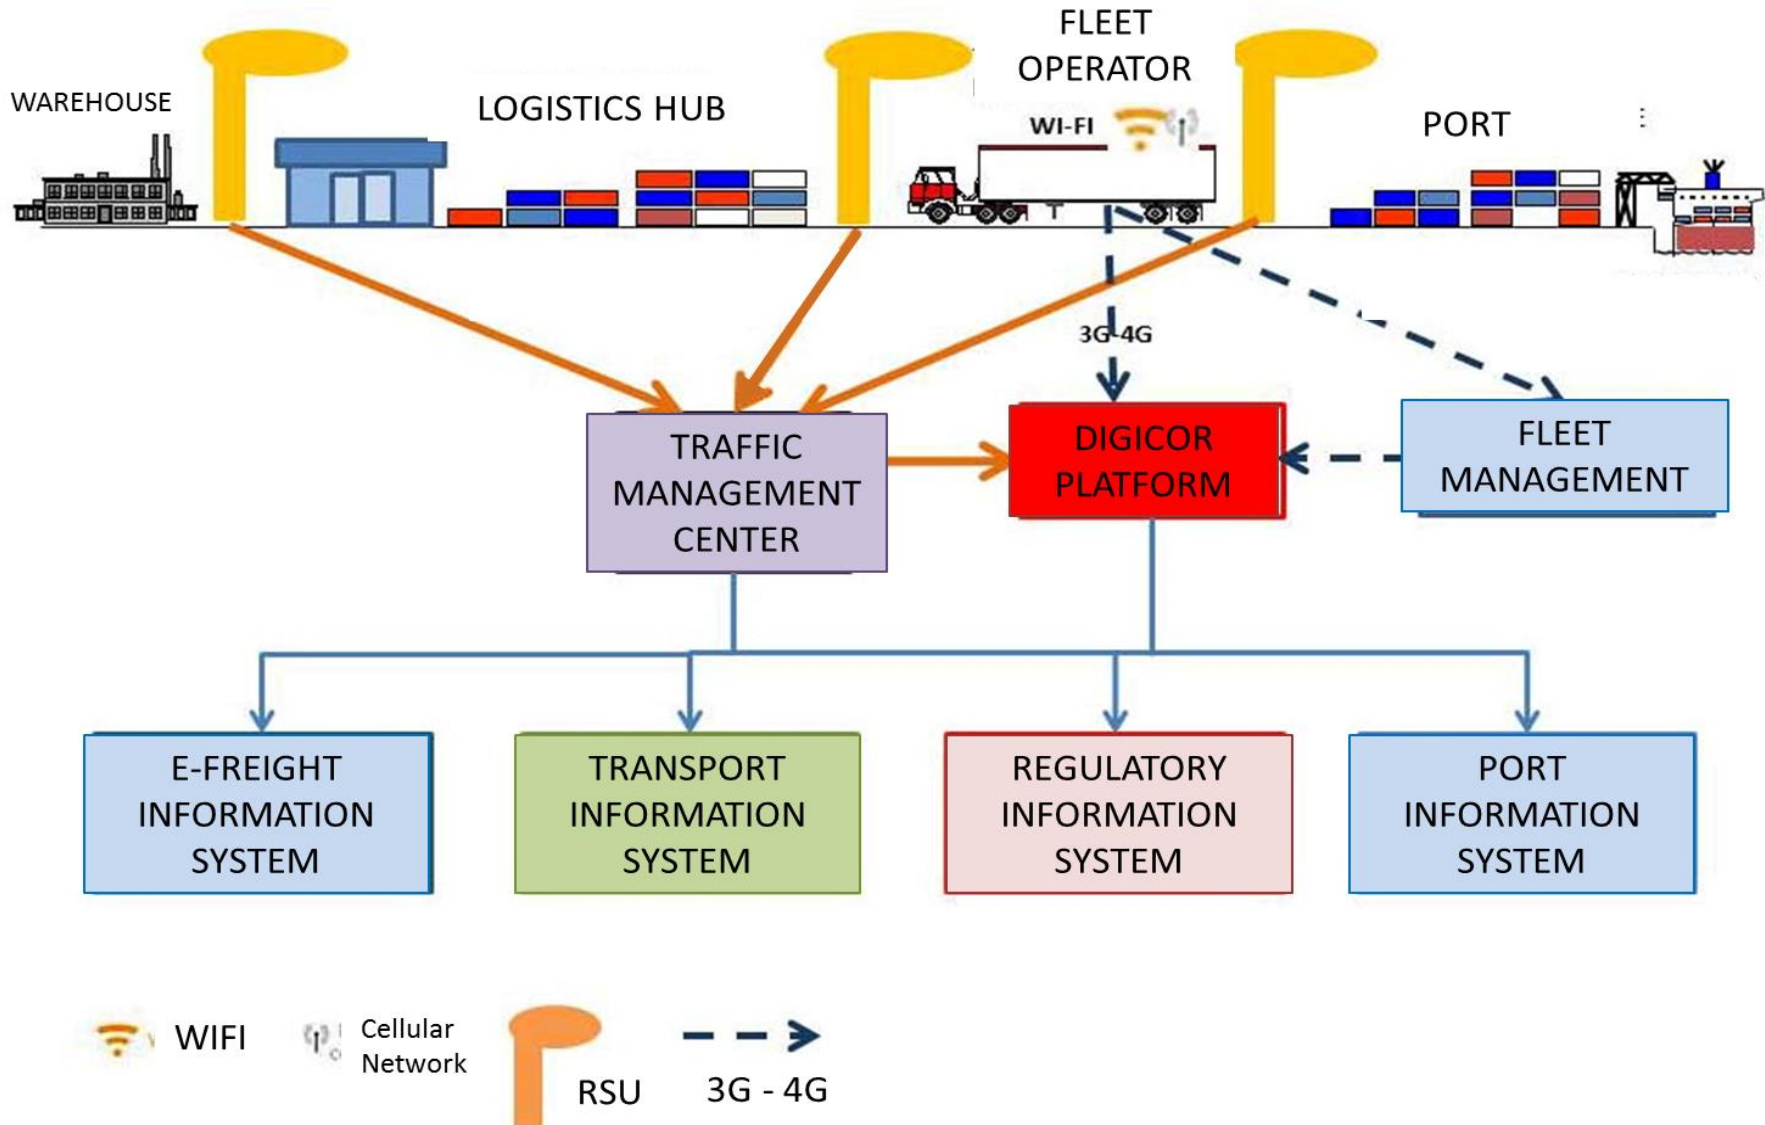 FLEET
OPERATOR
WAREHOUSE
LOGISTICS HUB
WI-FI
PORT
3G-4G
TRAFFIC
MANAGEMENT
CENTER
DIGICOR
PLATFORM
FLEET
MANAGEMENT
E-FREIGHT
INFORMATION
SYSTEM
TRANSPORT
INFORMATION
SYSTEM
REGULATORY
INFORMATION
SYSTEM
PORT
INFORMATION
SYSTEM
WIFI
Cellular
Network
RSU
3G - 4G